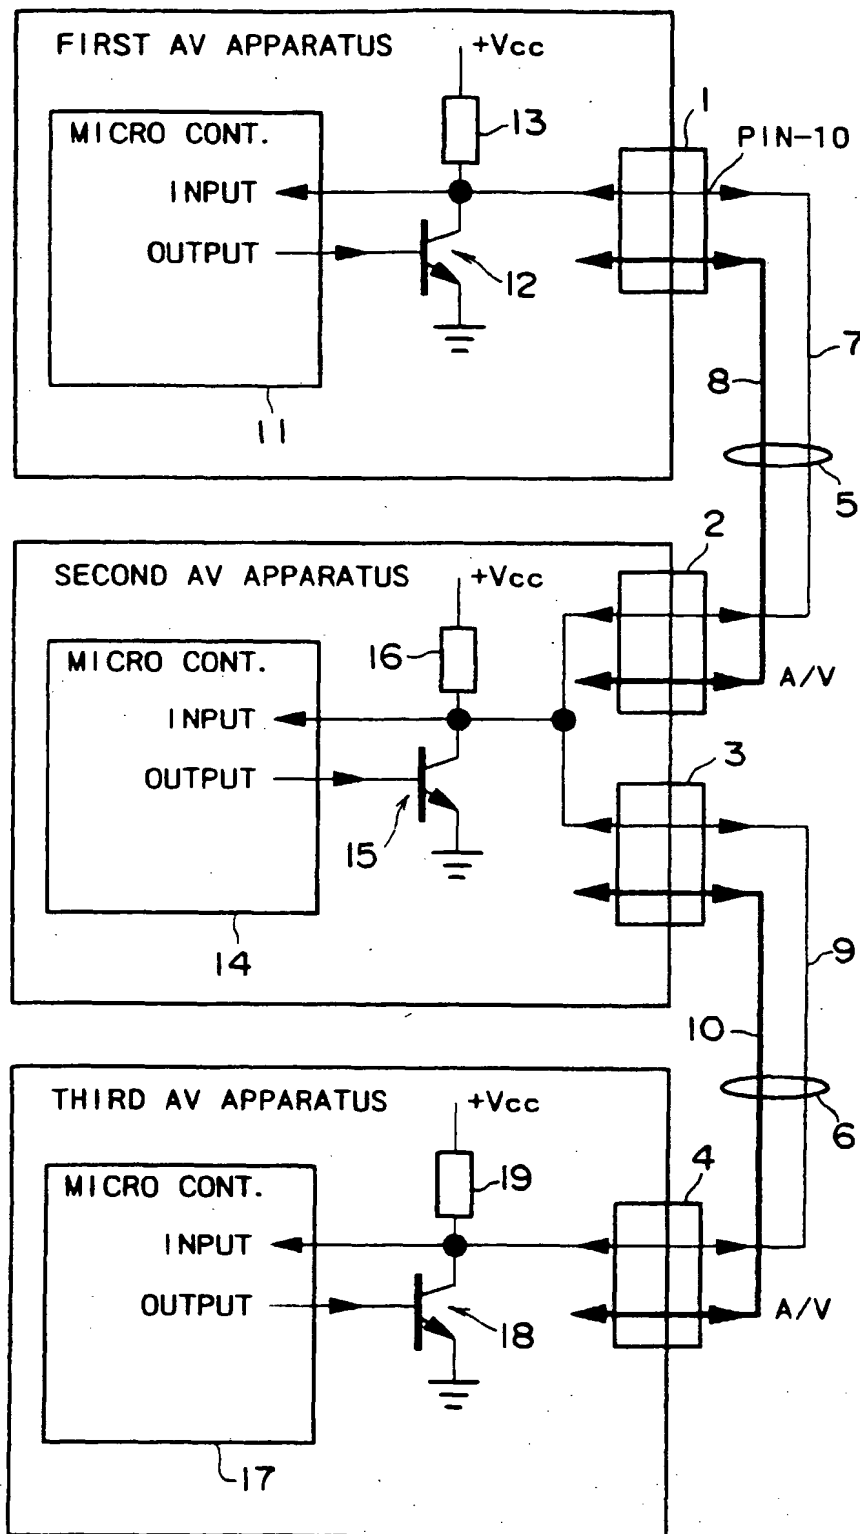 FIRST AV APPARATUS
+Vcc
1
13
PIN-10
MICRO CONT.
INPUT
OUTPUT
12
7
8
11
5
2
SECOND AV APPARATUS
+Vcc
16
MICRO CONT.
A/V
INPUT
3
OUTPUT
15
14
9
10
THIRD AV APPARATUS
+Vcc
6
4
19
MICRO CONT.
INPUT
OUTPUT
A/V
18
17